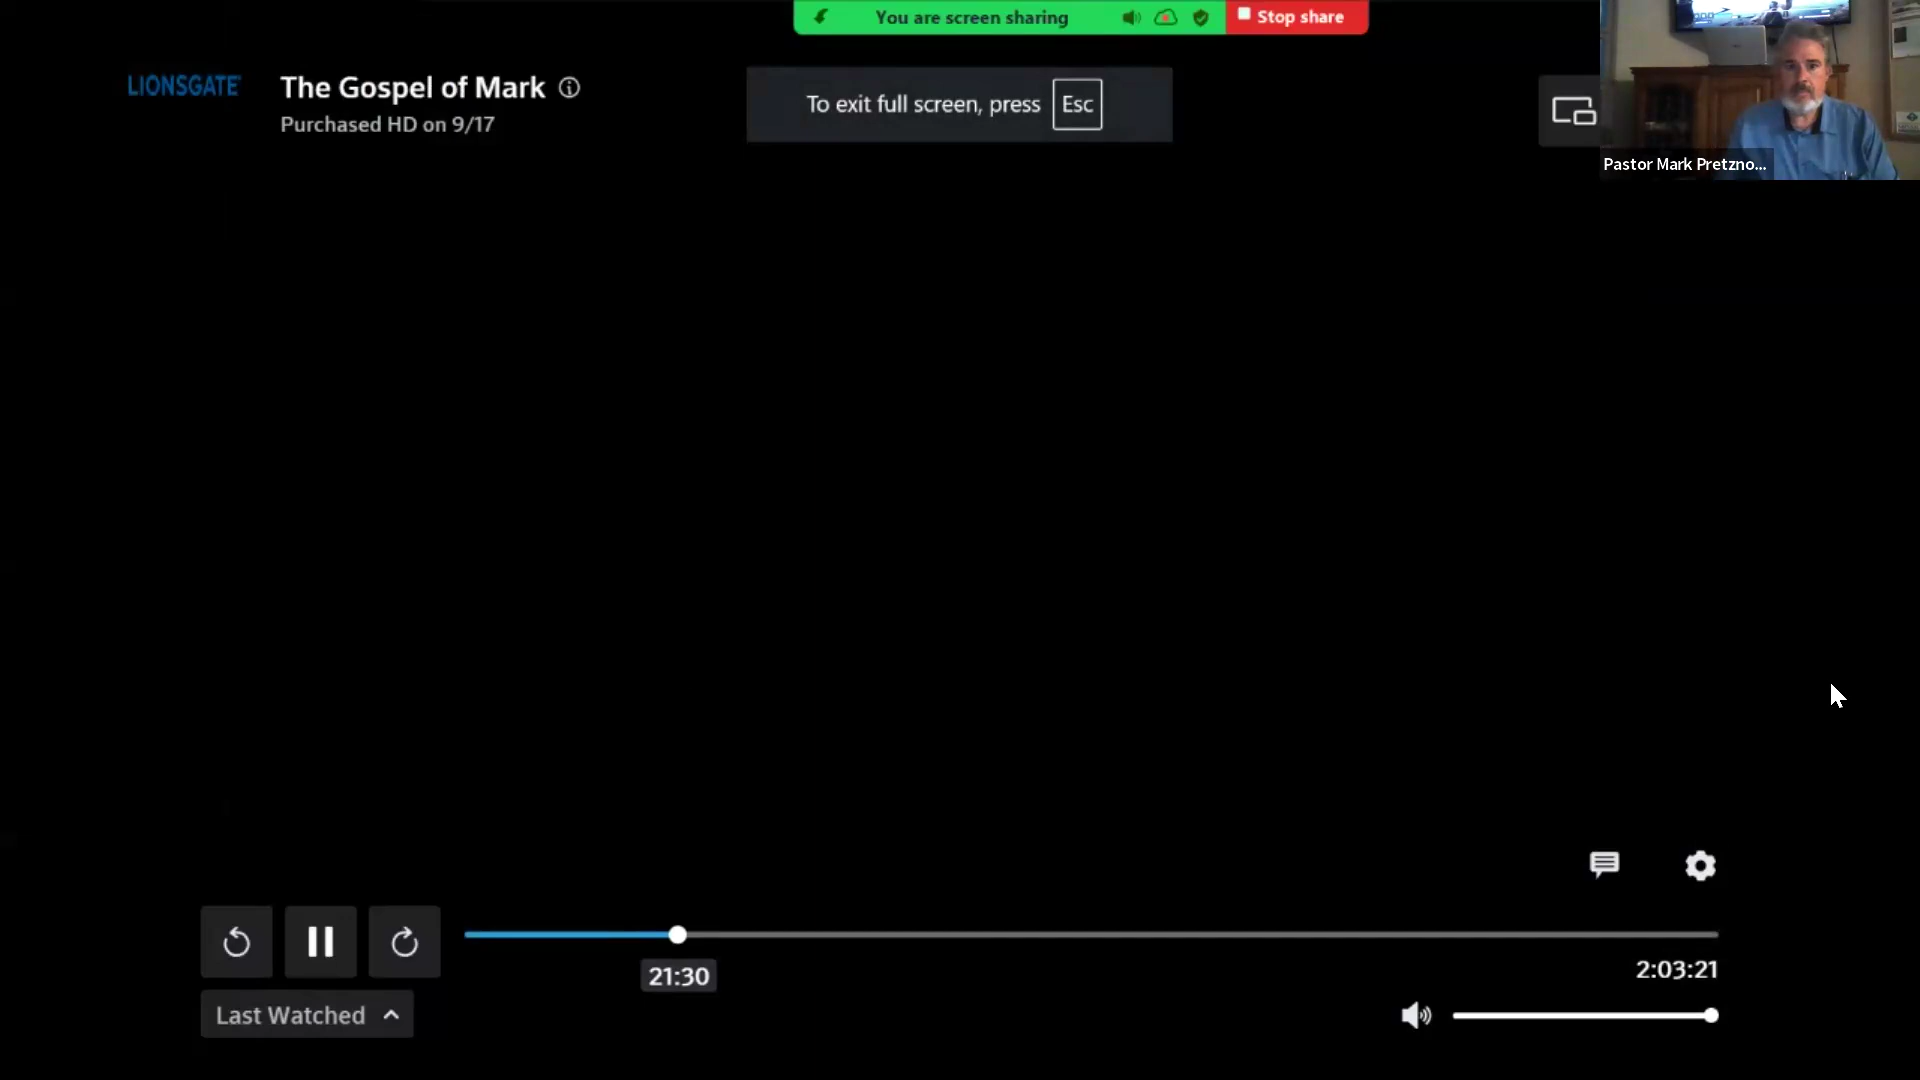 You are screen sharing
Stop share
LIONSGATE
The Gospel of Mark
Purchased HD on 9/17
To exit full screen, press Esc
Pastor Mark Pretzno...
21:30
2:03:21
Last Watched